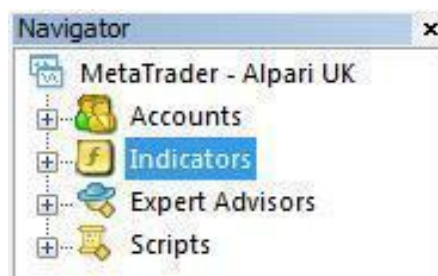 Navigator
MetaTrader - Alpari UK
Accounts
Indicators
Expert Advisors
Scripts